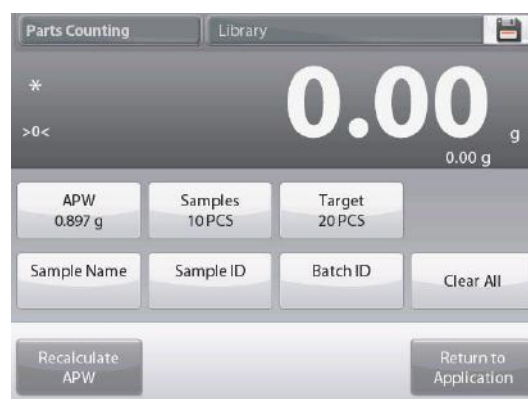 Parts Counting
Library
*
>0<
0.00 g
0.00 g
APW
0.897 g
Samples
10 PCS
Target
20 PCS
Sample Name
Sample ID
Batch ID
Clear All
Recalculate
APW
Return to
Application